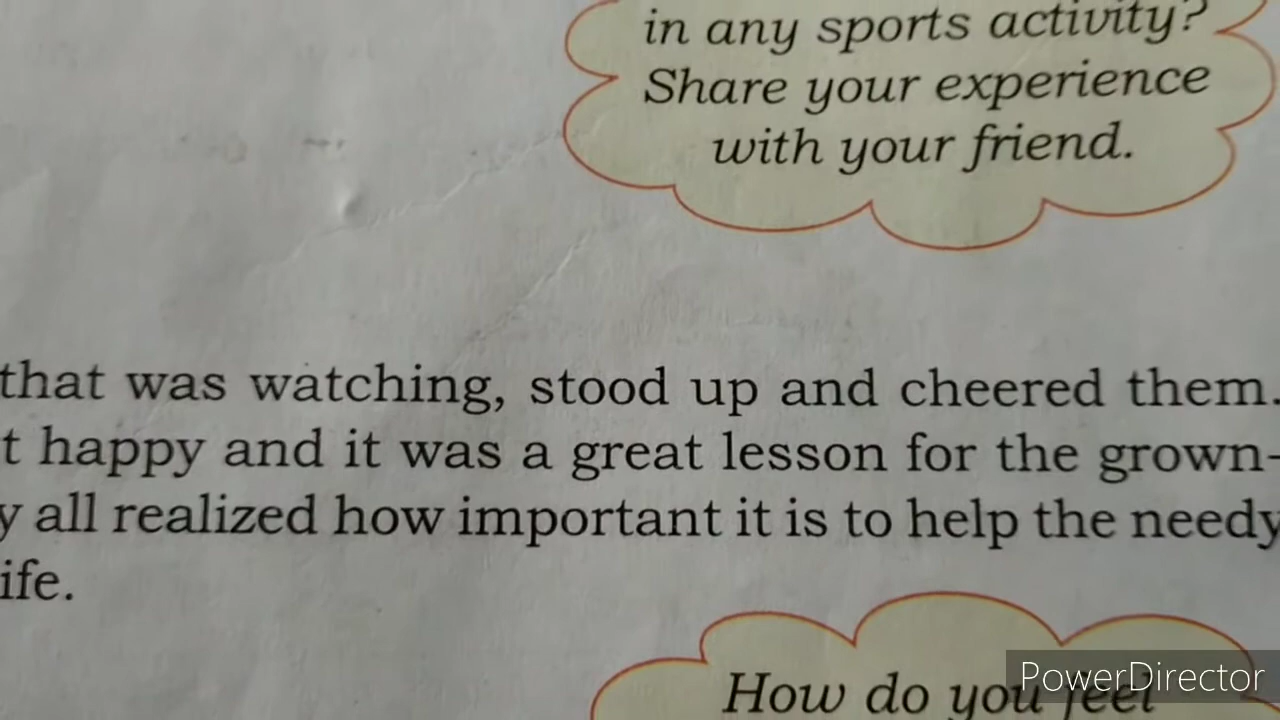 in any sports activity?
Share your experience
with your friend.
that was watching, stood up and cheered them.
t happy and it was a great lesson for the grown-
y all realized how important it is to help the needy
ife.
How do you feel
PowerDirector